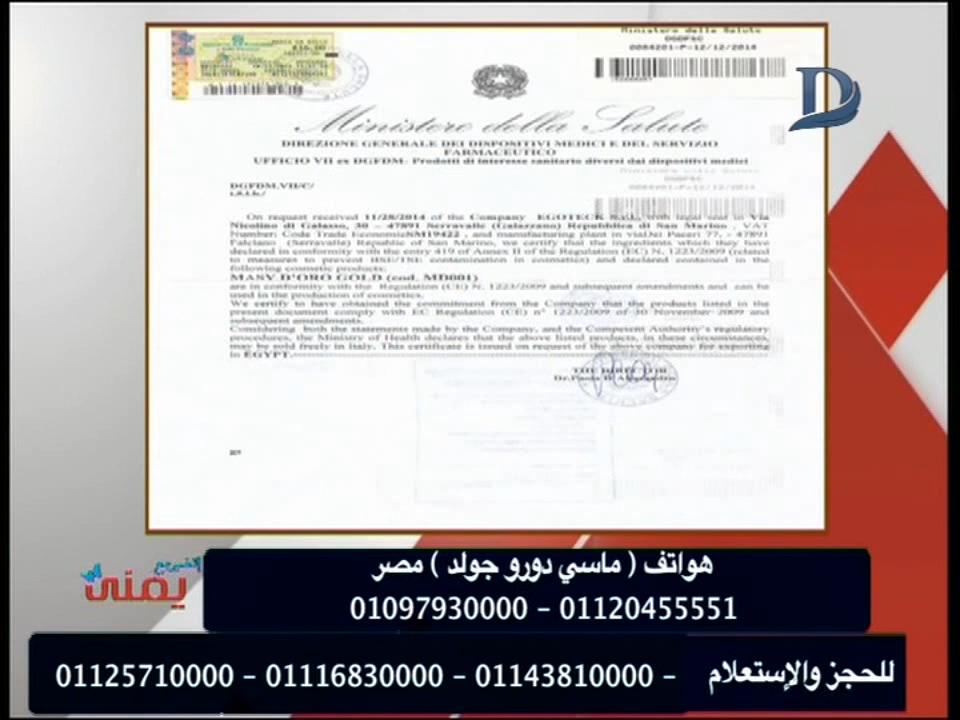 Ministero della Salute
DGDFSC
0084201-P-12/12/2014
Ministero della Salute
DIREZIONE GENERALE DEI DISPOSITIVI MEDICI E DEL SERVIZIO
FARMACEUTICO
UFFICIO VII ex DGFDM: Prodotti di interesse sanitario diversi dai dispositivi medici
DGFDM.VII/C/
On request received 11/28/2014 of the Company EGOTECK S.r.l., with legal seat in Via
Nicolino di Galasso, 30 – 47891 Serravalle (Galazzano) Repubblica di San Marino , VAT
Number: Code Trade Economic SM19422 , and manufacturing plant in via 77, – 47891
Falciano (Serravalle) Republic of San Marino, we certify that the ingredients which they have
declared in conformity with the entry 419 of Annex II of the Regulation (EC) N. 1223/2009 (related
to measures to prevent BSE/TSE contamination in cosmetics) and declared contained in the
following cosmetic products:
MASY D'ORO GOLD (cod. MD001)
are in conformity with the Regulation (CE) N. 1223/2009 and subsequent amendments and can be
used in the production of cosmetics.
We certify to have obtained the commitment from the Company that the products listed in the
present document comply with EC Regulation (CE) n° 1223/2009 of 30 November 2009 and
subsequent amendments.
Considering both the statements made by the Company, and the Competent Authority's regulatory
procedures, the Ministry of Health declares that the above listed products, in these circumstances,
may be sold freely in Italy. This certificate is issued on request of the above company for exporting
in EGYPT.
THE DIRECTOR
هواتف ( ماسي دورو جولد ) مصر
01097930000 – 01120455551
يمنى
للحجز والإستعلام – 01143810000 – 01116830000 – 01125710000